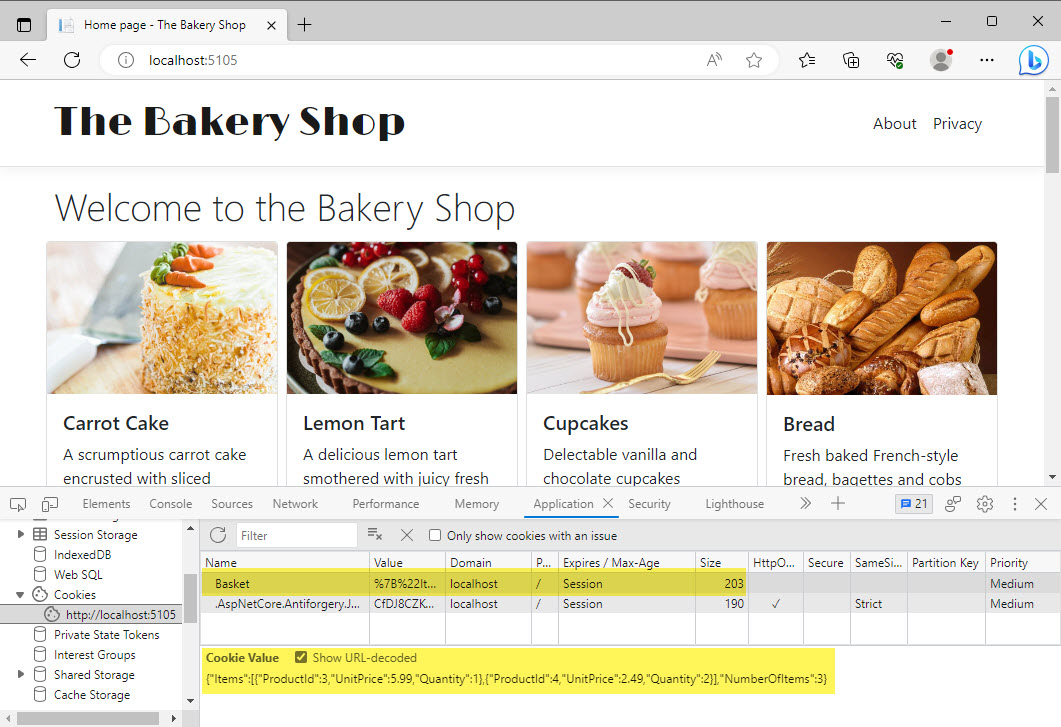 Home page - The Bakery Shop
localhost:5105
The Bakery Shop
About Privacy
Welcome to the Bakery Shop
Carrot Cake
A scrumptious carrot cake
encrusted with sliced
Lemon Tart
A delicious lemon tart
smothered with juicy fresh
Cupcakes
Delectable vanilla and
chocolate cupcakes
Bread
Fresh baked French-style
bread, bagettes and cobs
Elements Console Sources Network Performance Memory Application Security Lighthouse 21
Session Storage
IndexedDB
Web SQL
Cookies
http://localhost:5105
Private State Tokens
Interest Groups
Shared Storage
Cache Storage
Filter Only show cookies with an issue
Name Value Domain P... Expires / Max-Age Size HttpO... Secure SameSi... Partition Key Priority
Basket %7B%22It... localhost / Session 203 Medium
.AspNetCore.Antiforgery.J... CfDJ8CZK... localhost / Session 190 ✓ Strict Medium
Cookie Value Show URL-decoded
{"Items":[{"ProductId":3,"UnitPrice":5.99,"Quantity":1},{"ProductId":4,"UnitPrice":2.49,"Quantity":2}],"NumberOfItems":3}